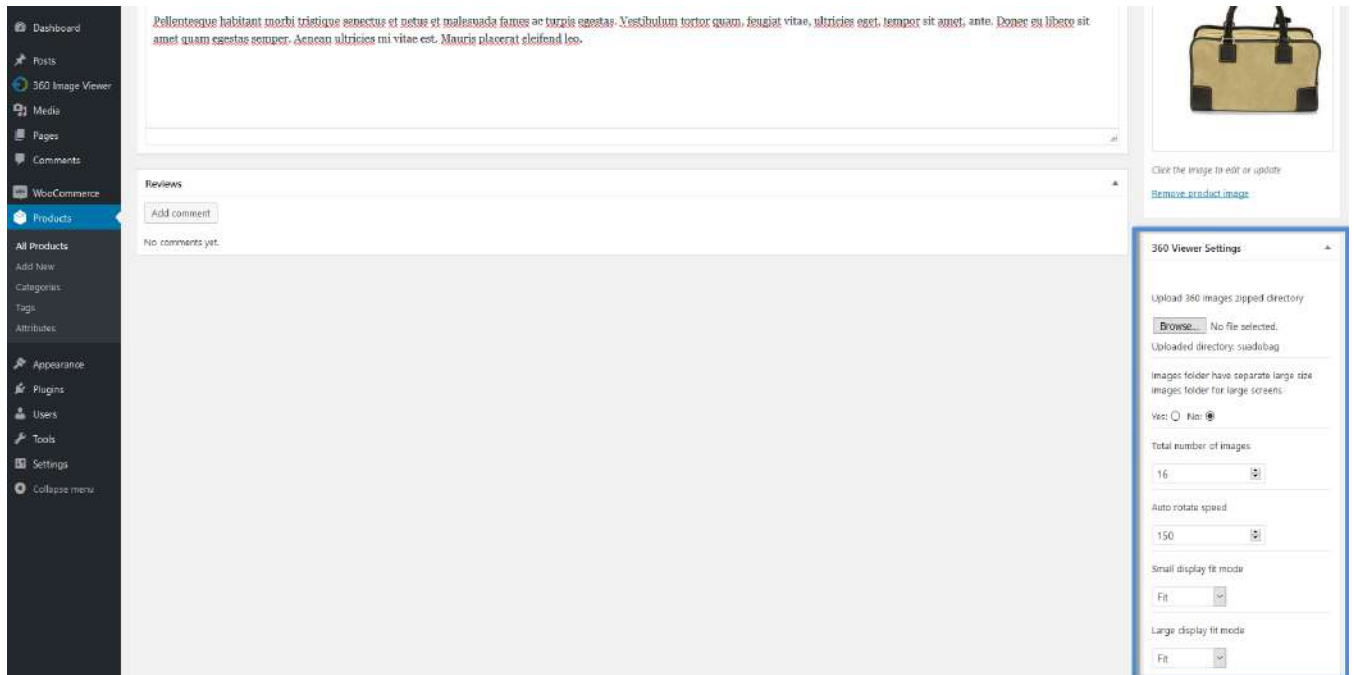 Dashboard
Posts
360 Image Viewer
Media
Pages
Comments
WooCommerce
Products
All Products
Add New
Categories
Tags
Attributes
Appearance
Plugins
Users
Tools
Settings
Collapse menu
Pellentesque habitant morbi tristique senectus et netus et malesuada fames ac turpis egestas. Vestibulum tortor quam, feugiat vitae, ultricies eget, tempor sit amet, ante. Donec eu libero sit
amet quam egestas semper. Aenean ultricies mi vitae est. Mauris placerat eleifend leo.
Reviews
Add comment
No comments yet.
Click the image to edit or update
Remove product image
360 Viewer Settings
Upload 360 images zipped directory
Browse... No file selected.
Uploaded directory: suadobag
Images folder have separate large size
images folder for large screens
Yes: No:
Total number of images
16
Auto rotate speed
150
Small display fit mode
Fit
Large display fit mode
Fit